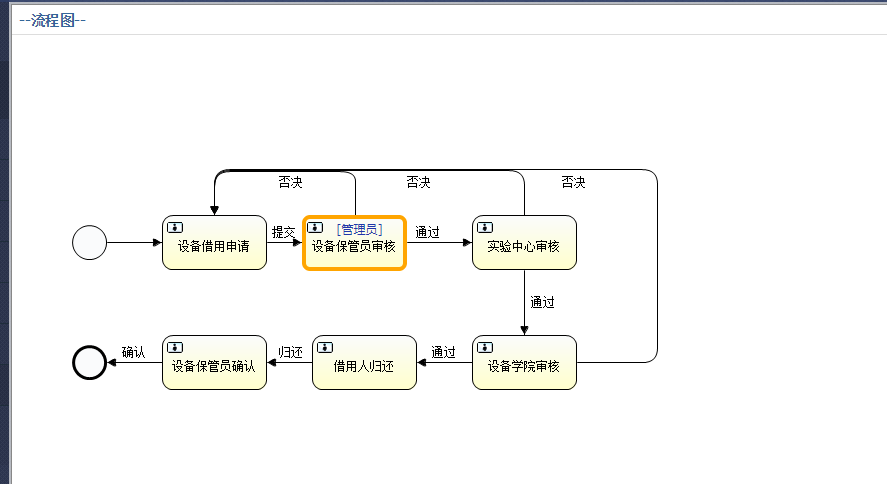 --流程图--
否决
否决
否决
设备借用申请
提交
[管理员]
设备保管员审核
通过
实验中心审核
通过
确认
设备保管员确认
归还
借用人归还
通过
设备学院审核